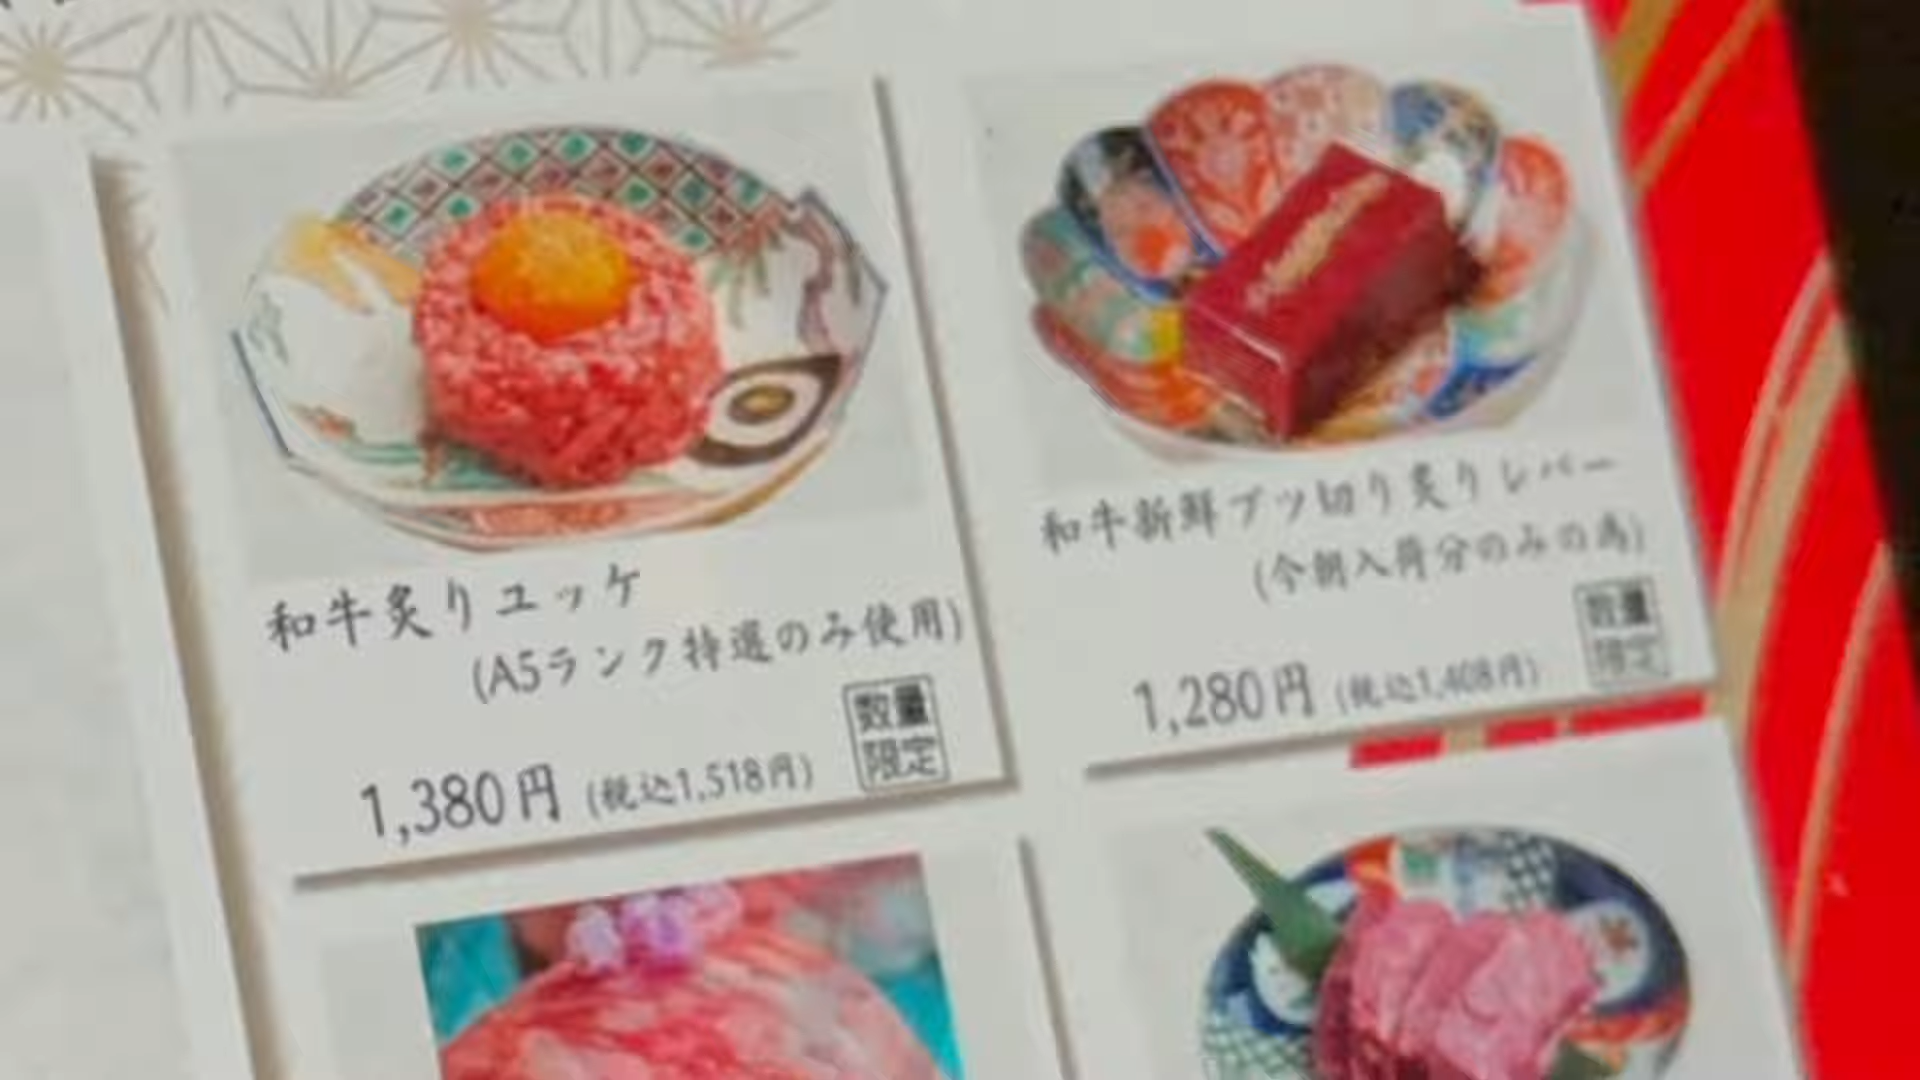 和牛炙りユッケ
(A5ランク特選のみ使用)
1,380円 (税込1,518円)
数量
限定
和牛新鮮ブツ切り炙りレバー
(今朝入荷分のみの為)
1,280円 (税込1,408円)
数量
限定